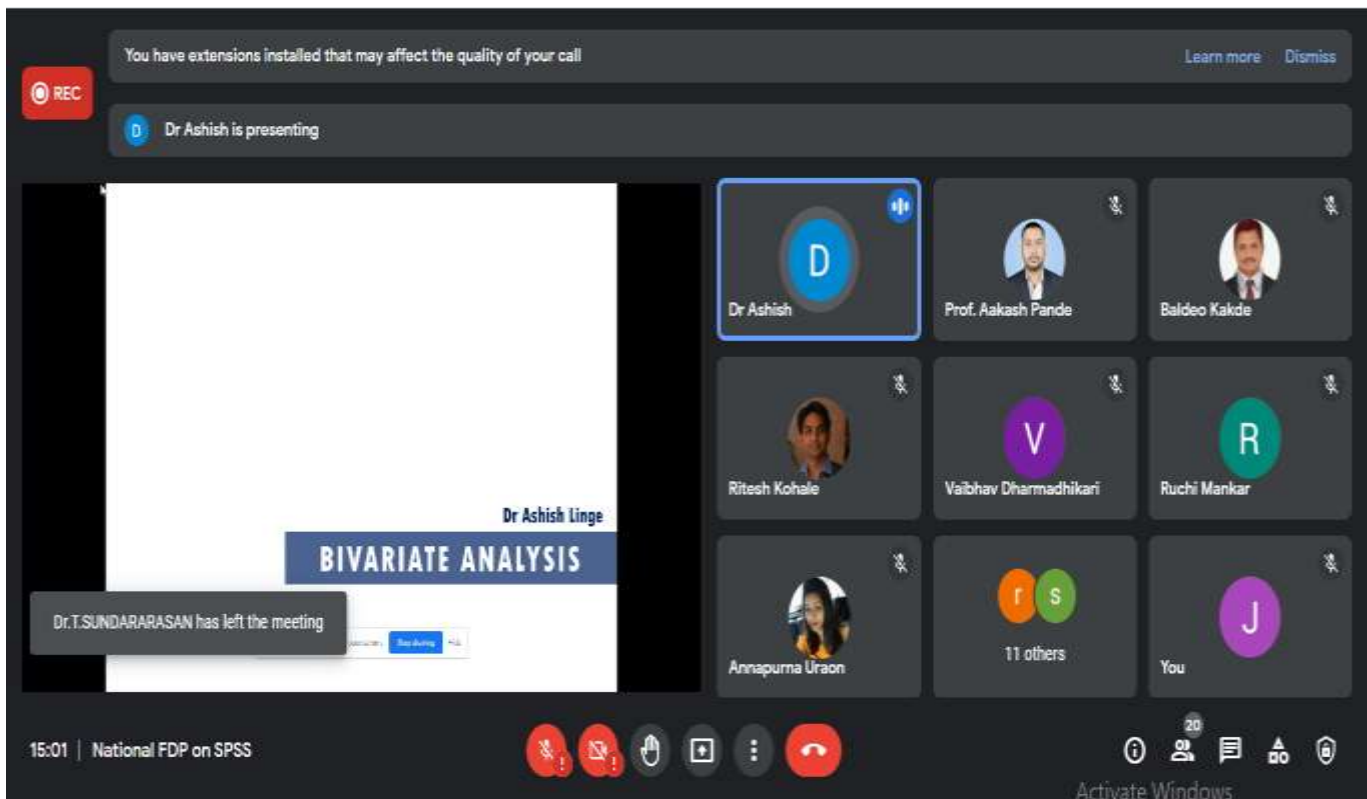 You have extensions installed that may affect the quality of your call
Learn more Dismiss
REC
D Dr Ashish is presenting
Dr Ashish Linge
BIVARIATE ANALYSIS
Dr.T.SUNDARARASAN has left the meeting
Stop sharing Hide
D
Dr Ashish
Prof. Aakash Pande
Baldeo Kakde
Ritesh Kohale
V
Vaibhav Dharmadhikari
R
Ruchi Mankar
Annapurna Uraon
r s
11 others
J
You
15:01 | National FDP on SPSS
20
Activate Windows